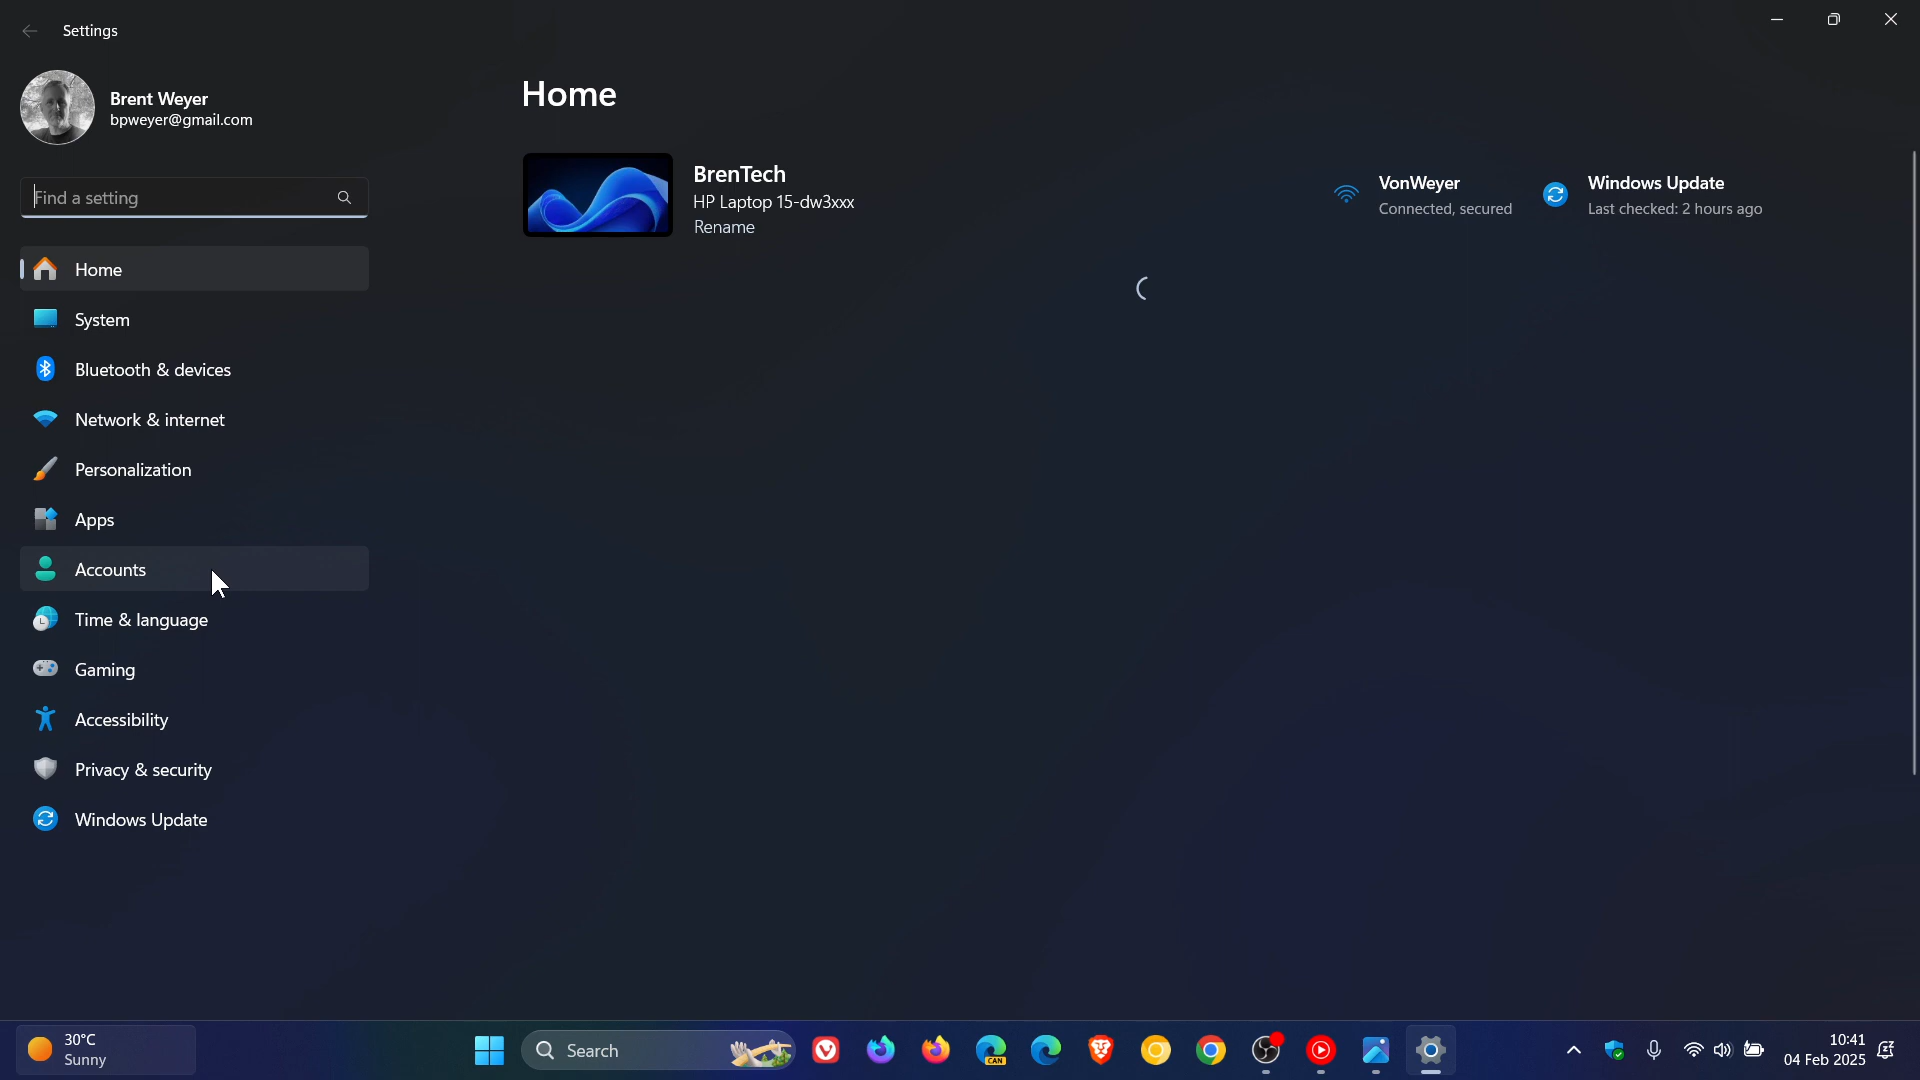 Settings
Brent Weyer
bpweyer@gmail.com
Find a setting
Home
System
Bluetooth & devices
Network & internet
Personalization
Apps
Accounts
Time & language
Gaming
Accessibility
Privacy & security
Windows Update
Home
BrenTech
HP Laptop 15-dw3xxx
Rename
VonWeyer
Connected, secured
Windows Update
Last checked: 2 hours ago
30°C
Sunny
Search
CAN
10:41
04 Feb 2025